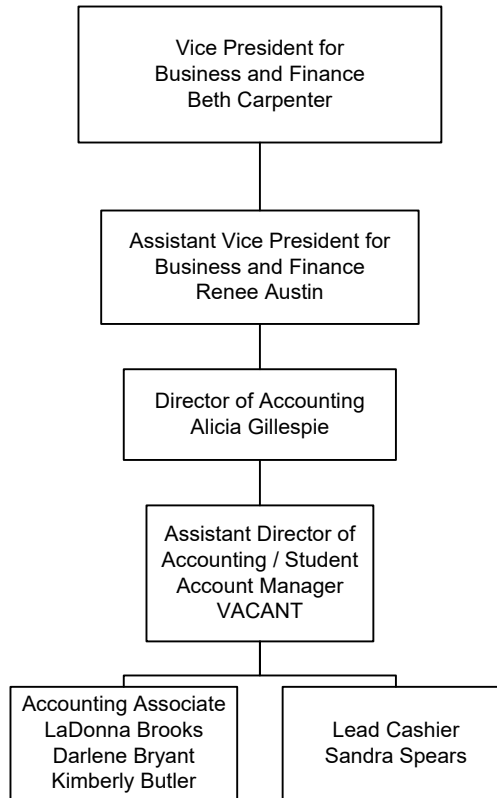 Vice President for
Business and Finance
Beth Carpenter
Assistant Vice President for
Business and Finance
Renee Austin
Director of Accounting
Alicia Gillespie
Assistant Director of
Accounting / Student
Account Manager
VACANT
Accounting Associate
LaDonna Brooks
Darlene Bryant
Kimberly Butler
Lead Cashier
Sandra Spears